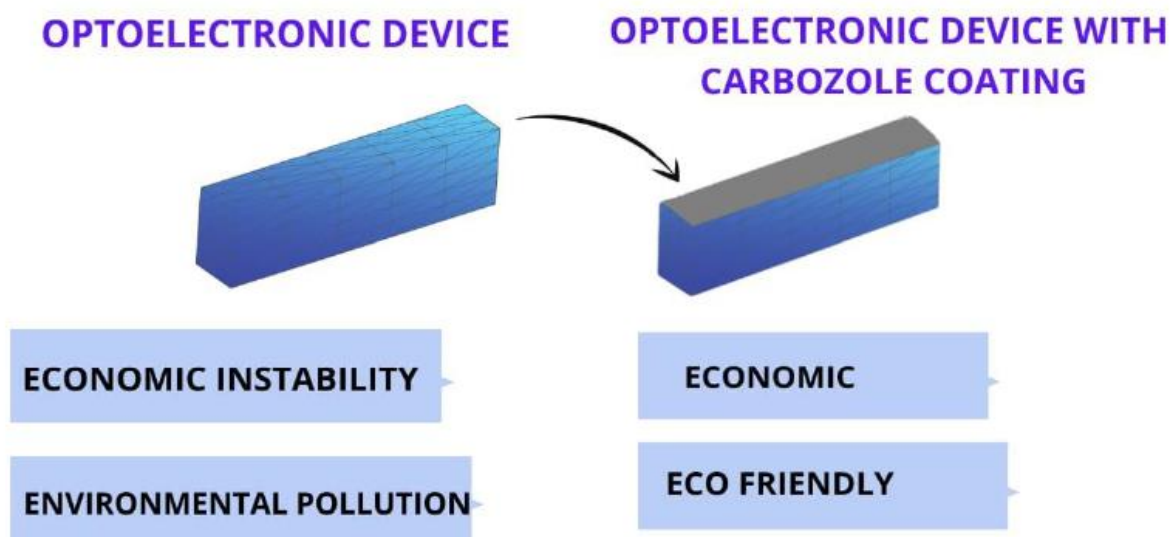 OPTOELECTRONIC DEVICE
OPTOELECTRONIC DEVICE WITH
CARBOZOLE COATING
ECONOMIC INSTABILITY
ENVIRONMENTAL POLLUTION
ECONOMIC
ECO FRIENDLY